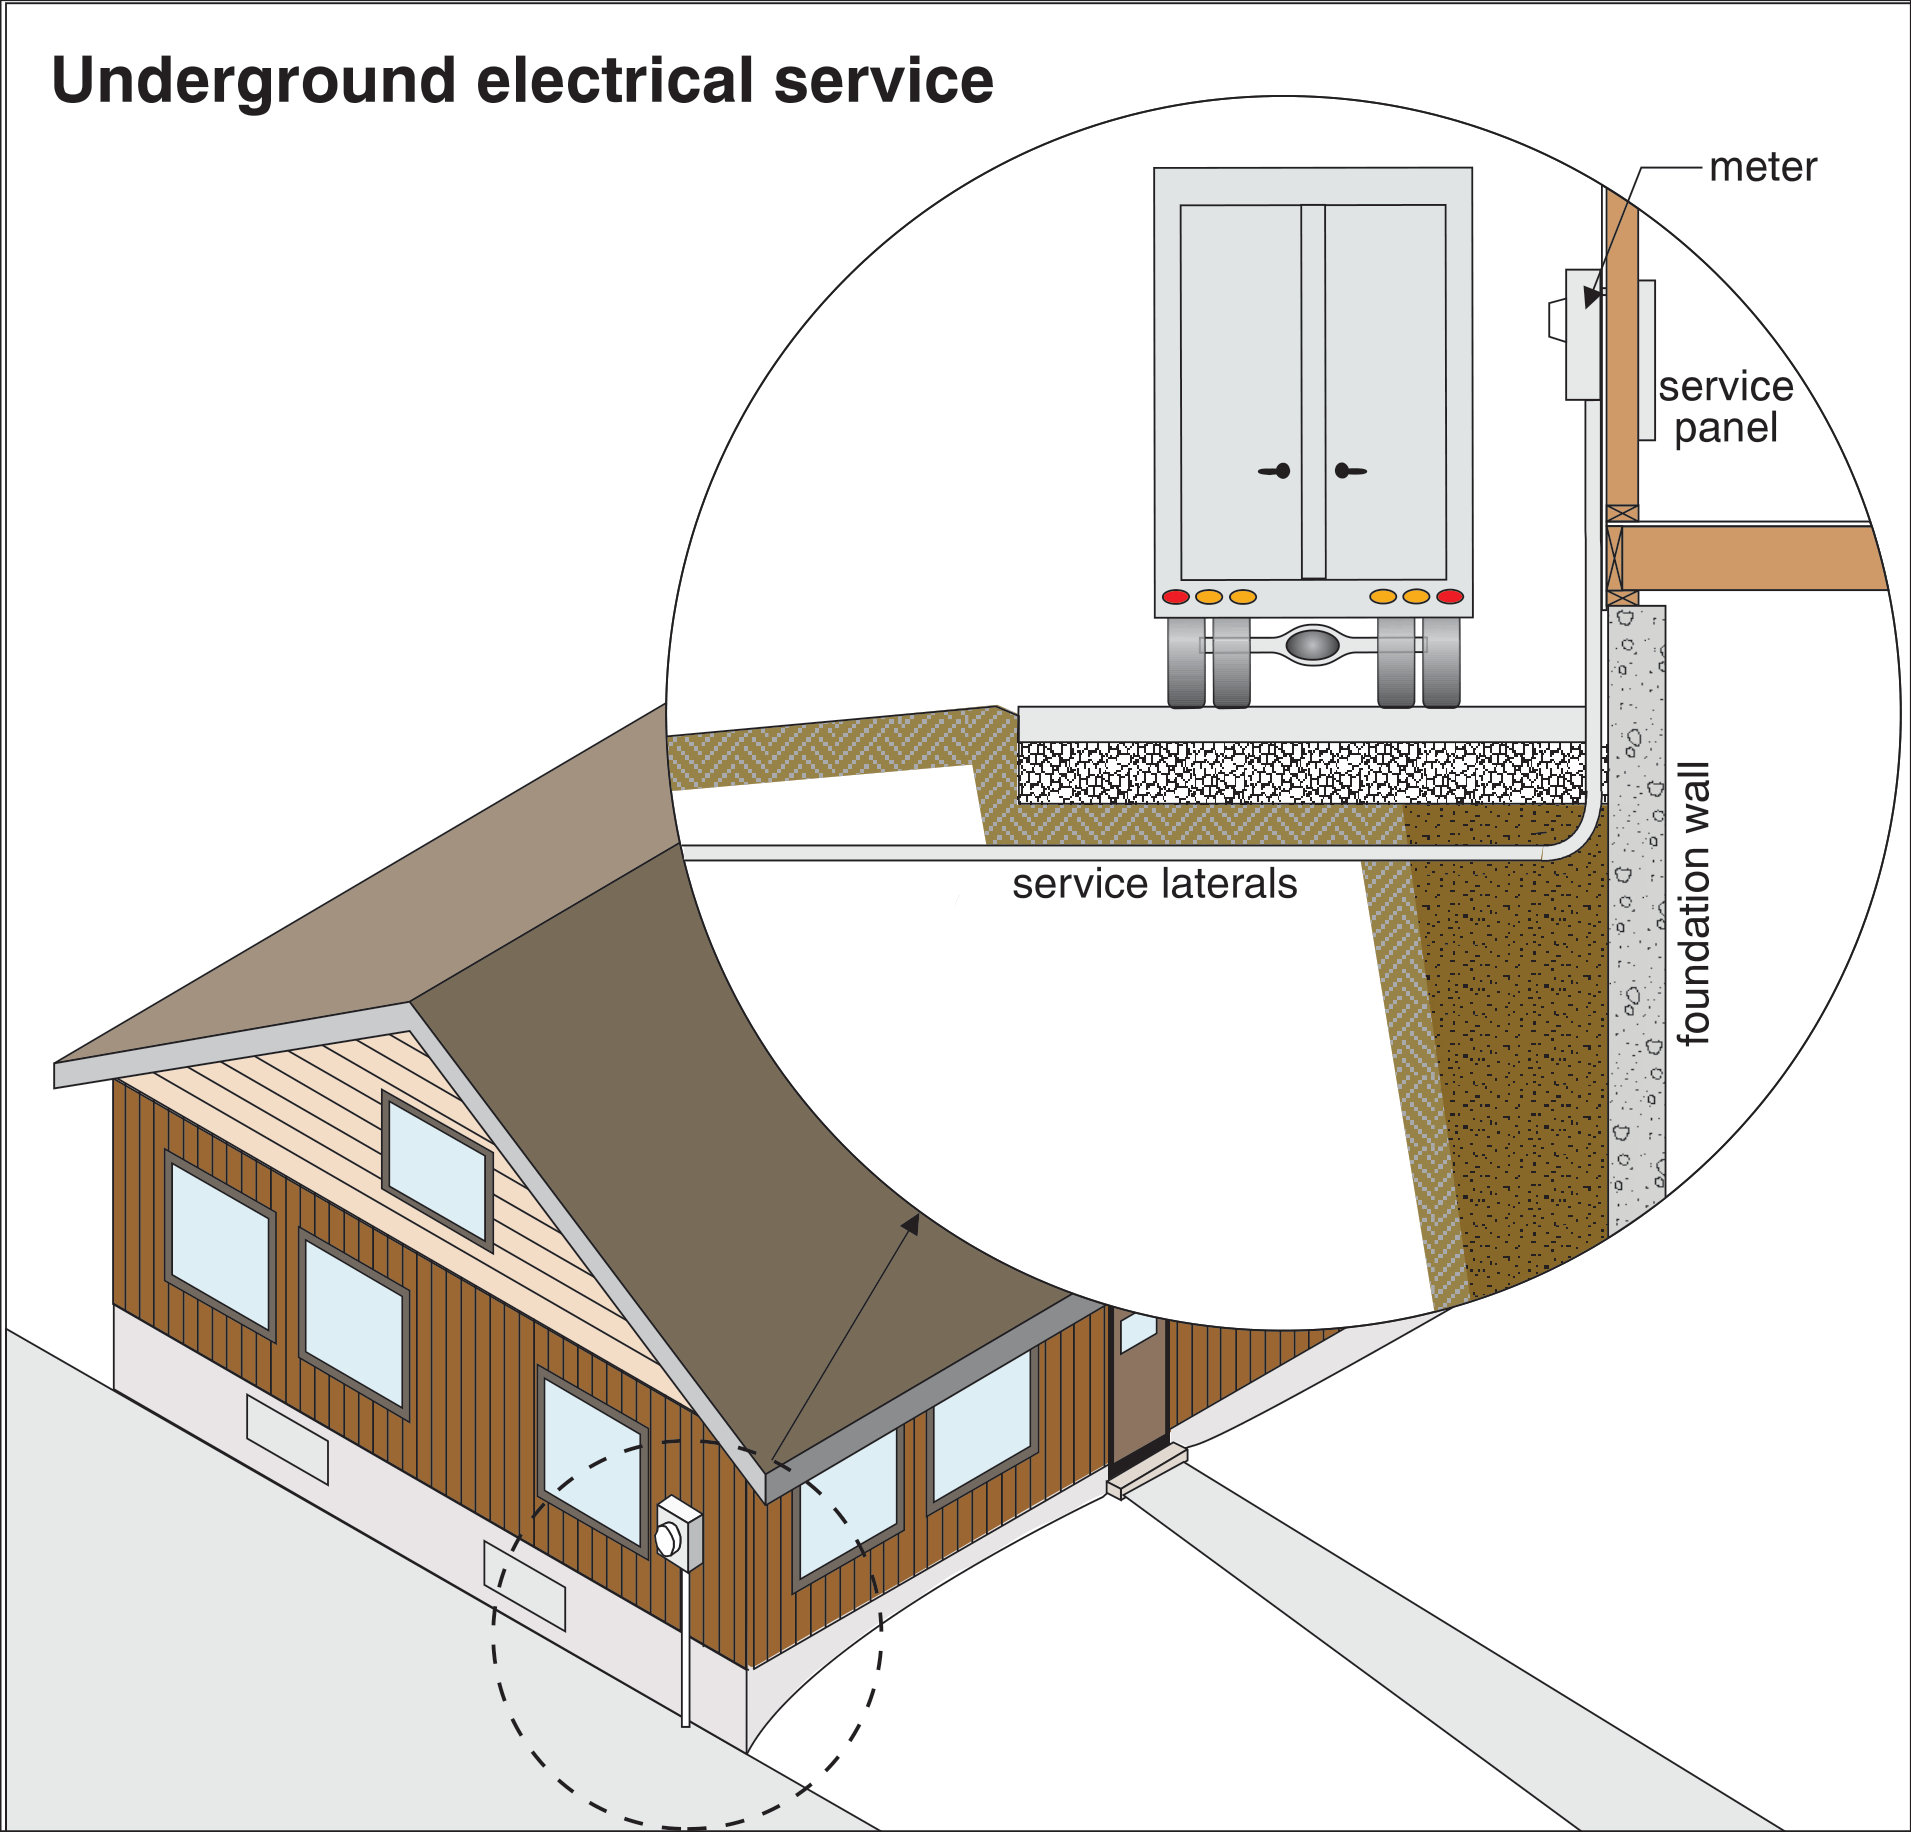 Underground electrical service
meter
service
panel
service laterals
foundation wall